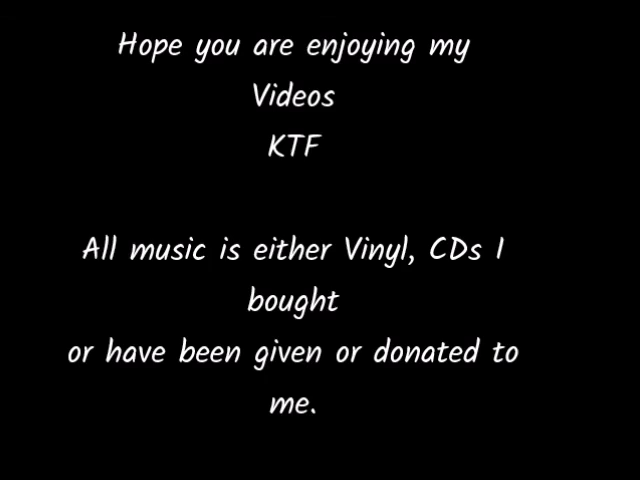 Hope you are enjoying my
Videos
KTF
All music is either Vinyl, CDs I
bought
or have been given or donated to
me.